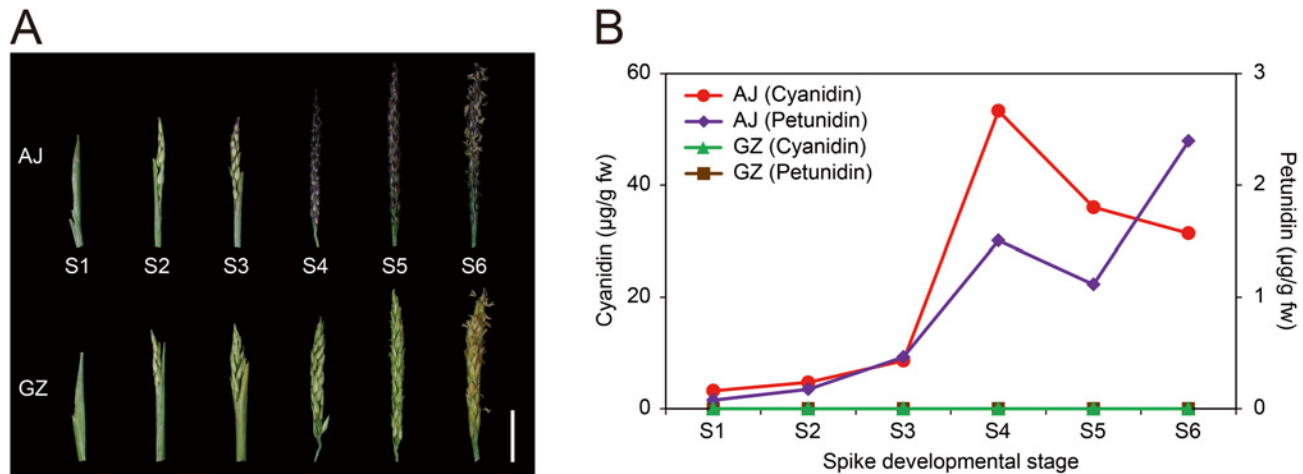 A
AJ
S1 S2 S3 S4 S5 S6
GZ
B
60
40
20
0
Cyanidin (µg/g fw)
AJ (Cyanidin)
AJ (Petunidin)
GZ (Cyanidin)
GZ (Petunidin)
3
2
1
0
Petunidin (µg/g fw)
S1 S2 S3 S4 S5 S6
Spike developmental stage